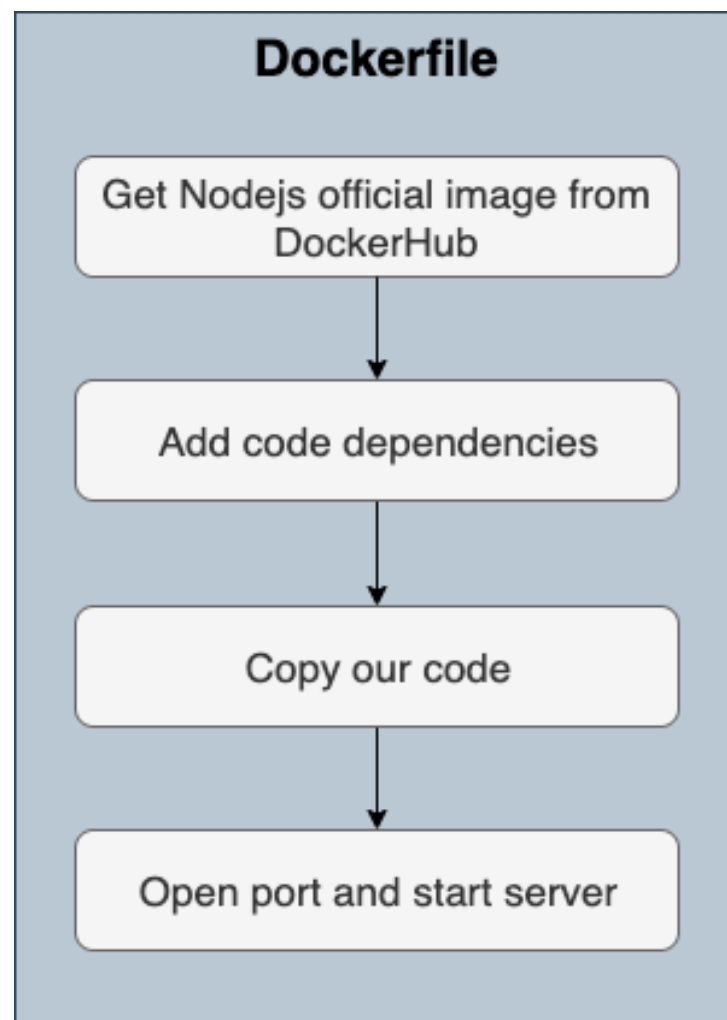 Dockerfile
Get Nodejs official image from
DockerHub
Add code dependencies
Copy our code
Open port and start server